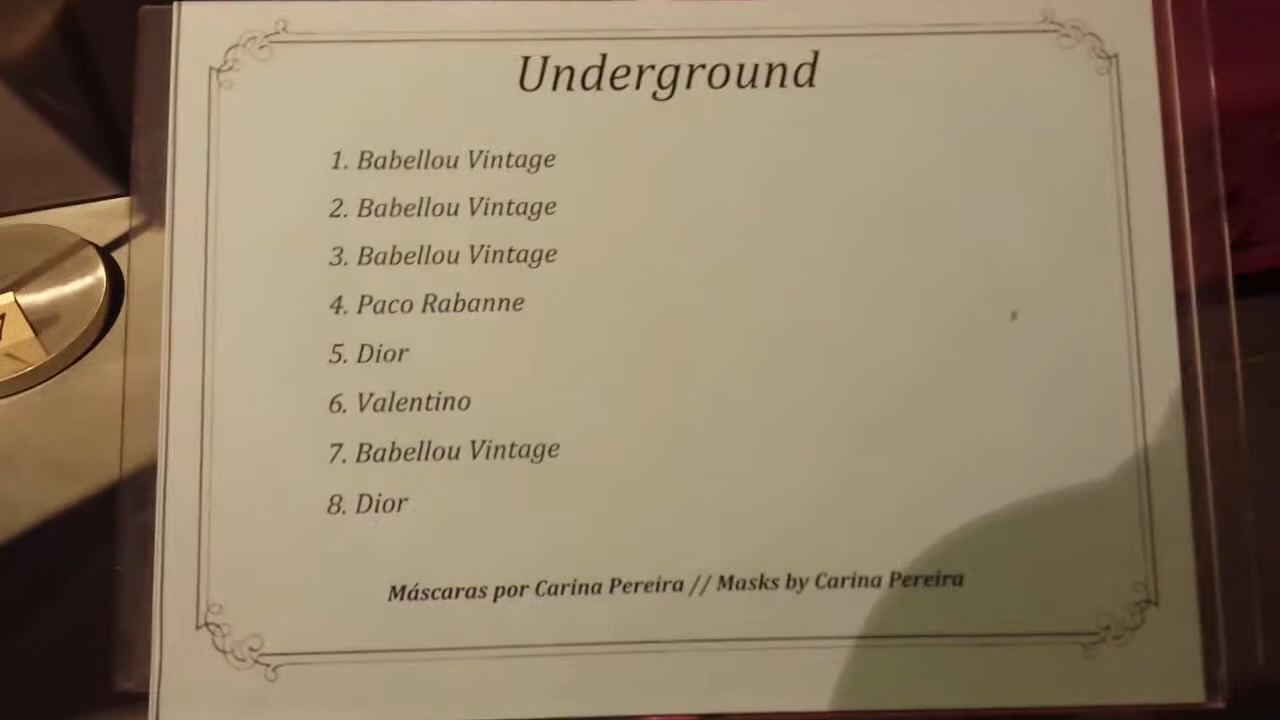 Underground
1. Babellou Vintage
2. Babellou Vintage
3. Babellou Vintage
4. Paco Rabanne
5. Dior
6. Valentino
7. Babellou Vintage
8. Dior
Máscaras por Carina Pereira // Masks by Carina Pereira
7